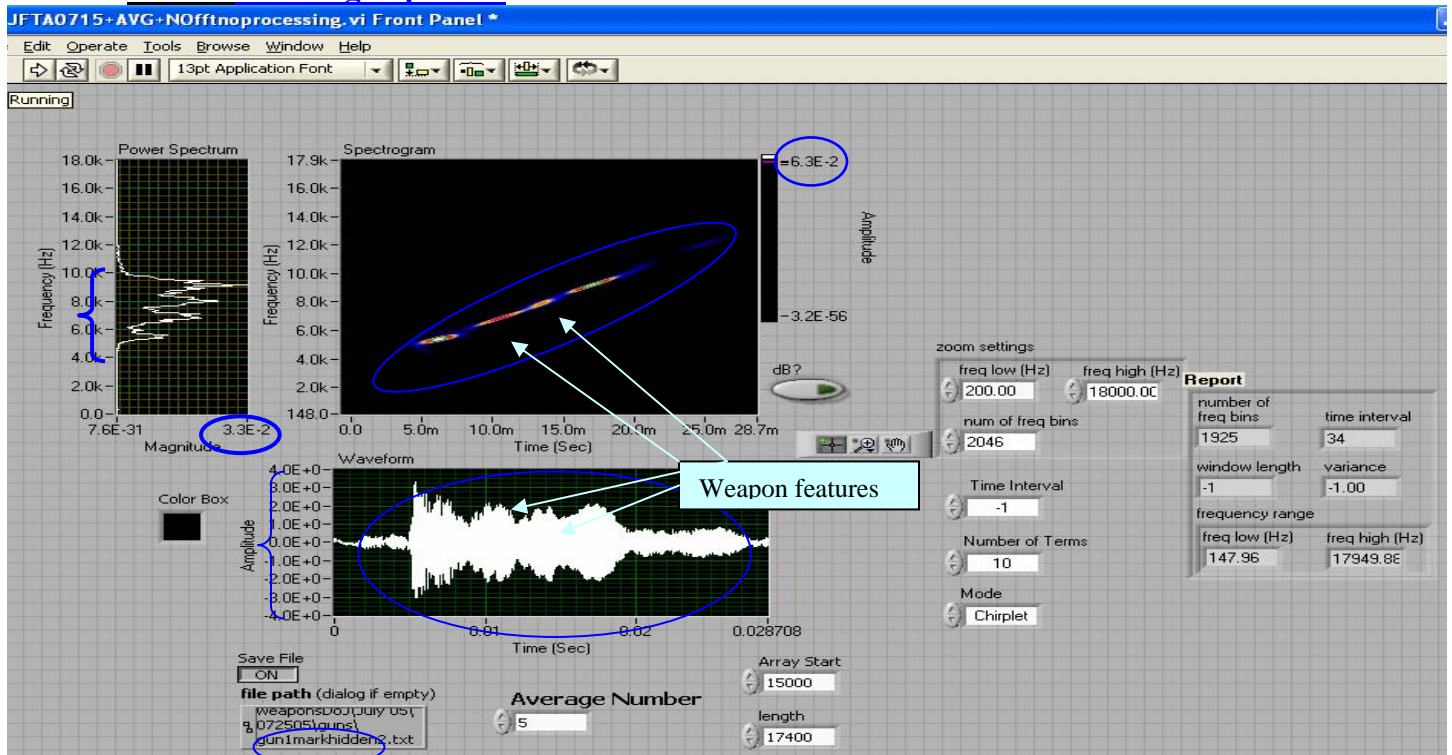 JFTA0715+AVG+NOfftnoprocessing.vi Front Panel *
Edit Operate Tools Browse Window Help
13pt Application Font
Running
Power Spectrum
18.0k
16.0k
14.0k
12.0k
10.0k
8.0k
6.0k
4.0k
2.0k
0.0
Frequency (Hz)
7.6E-31
3.3E-2
Magnitude
Spectrogram
17.9k
16.0k
14.0k
12.0k
10.0k
8.0k
6.0k
4.0k
2.0k
148.0
Frequency (Hz)
0.0 5.0m 10.0m 15.0m 20.0m 25.0m 28.7m
Time (Sec)
=6.3E-2
-3.2E-56
Amplitude
dB?
Weapon features
Waveform
4.0E+0
3.0E+0
2.0E+0
1.0E+0
0.0E+0
-1.0E+0
-2.0E+0
-3.0E+0
-4.0E+0
Amplitude
0 0.01 0.02 0.028708
Time (Sec)
Color Box
zoom settings
freq low (Hz) freq high (Hz)
200.00 18000.0
num of freq bins
2046
Time Interval
-1
Number of Terms
10
Mode
Chirplet
Report
number of
freq bins time interval
1925 34
window length variance
-1 -1.00
frequency range
freq low (Hz) freq high (Hz)
147.96 17949.88
Save File
ON
file path (dialog if empty)
weaponsDoJ\July 05\
072505\guns\
gun1markhidden2.txt
Average Number
5
Array Start
15000
length
17400